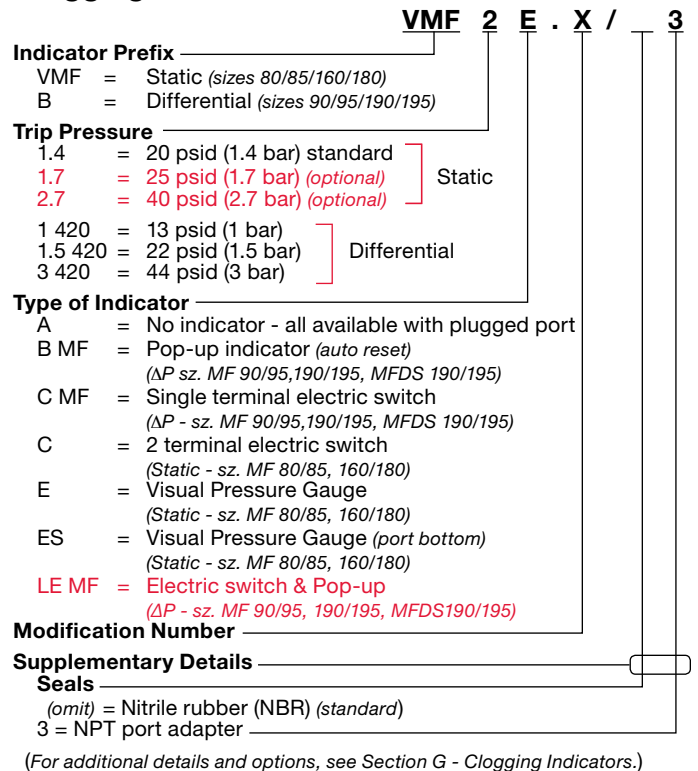 VMF 2 E . X / _ 3
Indicator Prefix
VMF = Static (sizes 80/85/160/180)
B = Differential (sizes 90/95/190/195)
Trip Pressure
1.4 = 20 psid (1.4 bar) standard
1.7 = 25 psid (1.7 bar) (optional)
2.7 = 40 psid (2.7 bar) (optional)
Static
1 420 = 13 psid (1 bar)
1.5 420 = 22 psid (1.5 bar)
3 420 = 44 psid (3 bar)
Differential
Type of Indicator
A = No indicator - all available with plugged port
B MF = Pop-up indicator (auto reset)
(ΔP sz. MF 90/95,190/195, MFDS 190/195)
C MF = Single terminal electric switch
(ΔP - sz. MF 90/95,190/195, MFDS 190/195)
C = 2 terminal electric switch
(Static - sz. MF 80/85, 160/180)
E = Visual Pressure Gauge
(Static - sz. MF 80/85, 160/180)
ES = Visual Pressure Gauge (port bottom)
(Static - sz. MF 80/85, 160/180)
LE MF = Electric switch & Pop-up
(ΔP - sz. MF 90/95, 190/195, MFDS190/195)
Modification Number
Supplementary Details
Seals
(omit) = Nitrile rubber (NBR) (standard)
3 = NPT port adapter
(For additional details and options, see Section G - Clogging Indicators.)